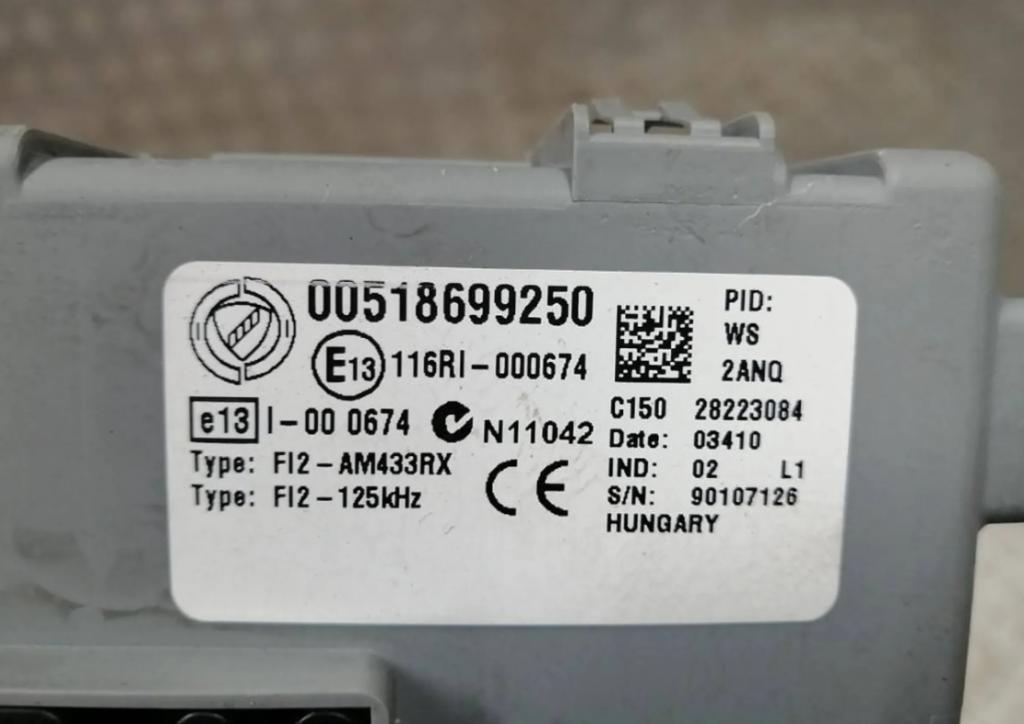 00518699250
E13 116RI-000674
e13 I-00 0674 N11042
Type: FI2-AM433RX
Type: FI2-125kHz
CE
PID:
WS
2ANQ
C150 28223084
Date: 03410
IND: 02 L1
S/N: 90107126
HUNGARY